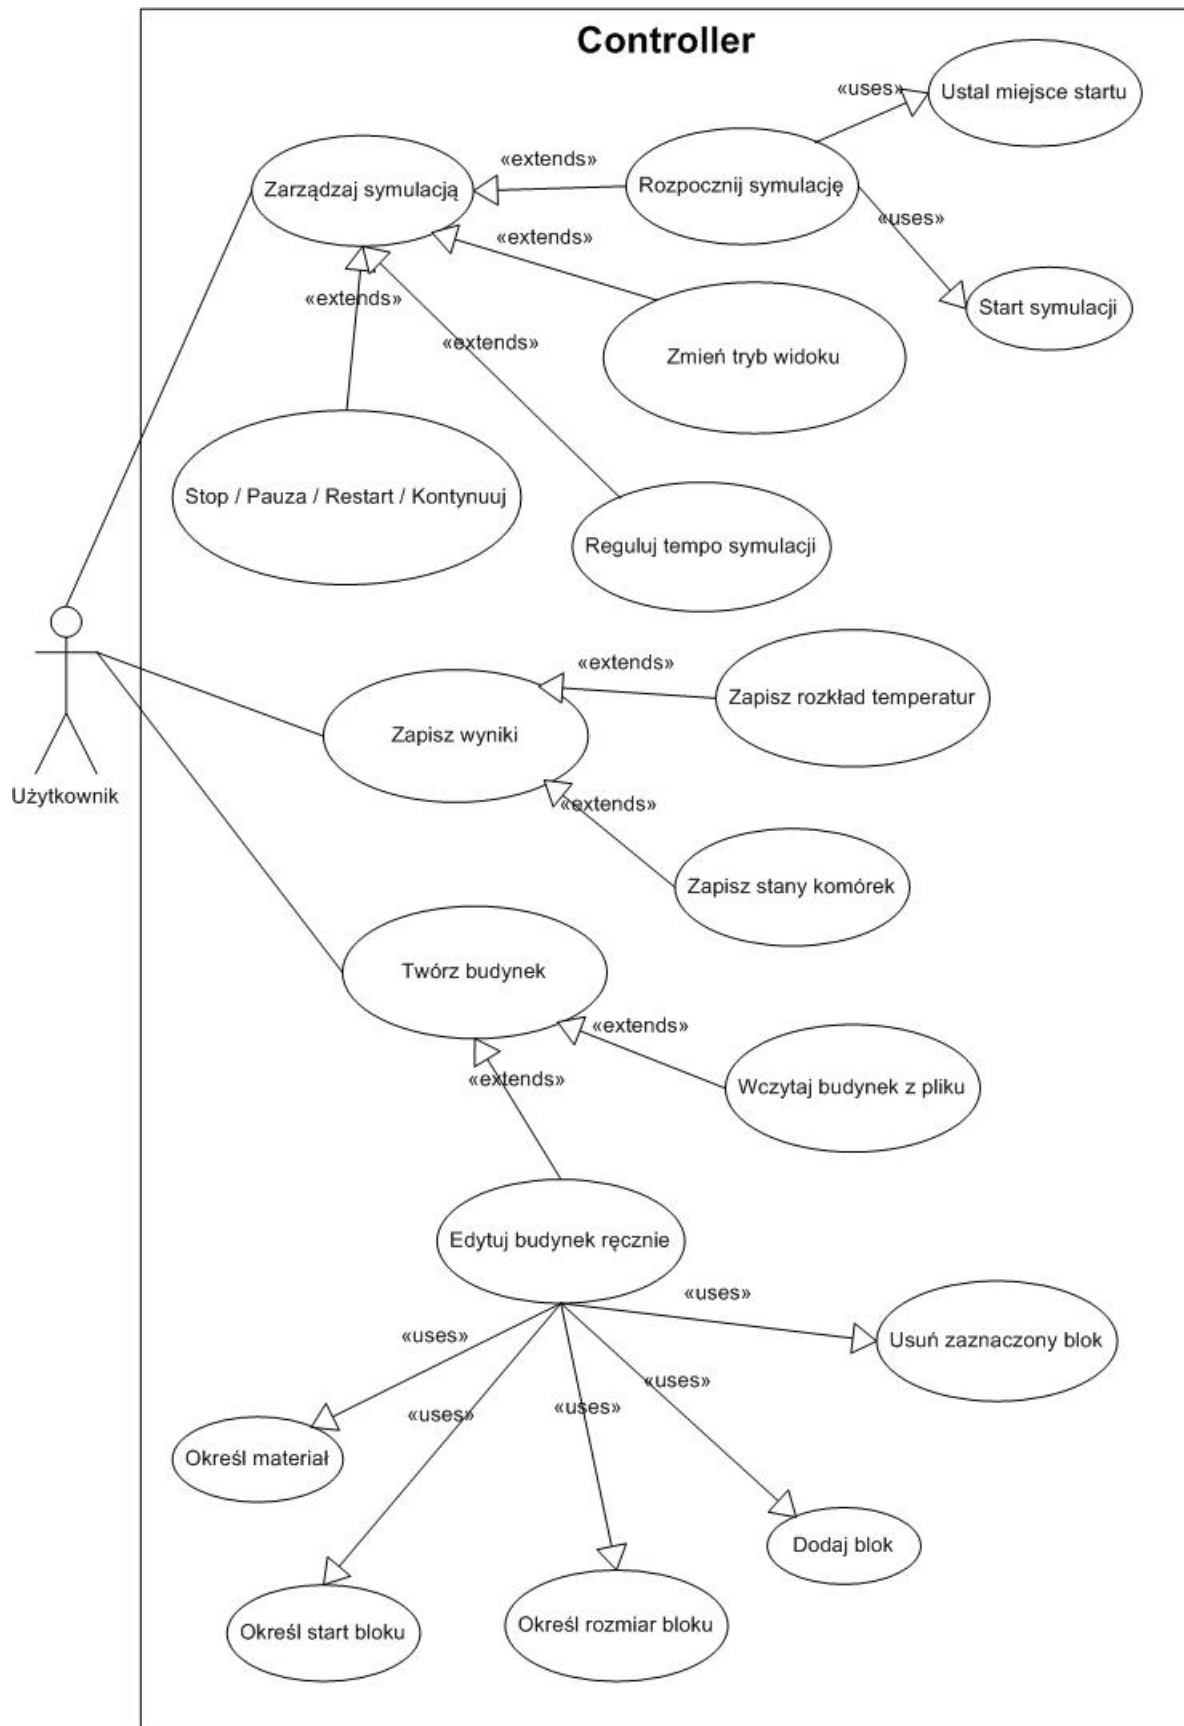 Controller
«uses»
Ustal miejsce startu
«extends»
Zarządzaj symulacją
Rozpocznij symulację
«uses»
«extends»
«extends»
Start symulacji
«extends»
Zmień tryb widoku
Stop / Pauza / Restart / Kontynuuj
Reguluj tempo symulacji
«extends»
Zapisz rozkład temperatur
Zapisz wyniki
Użytkownik
«extends»
Zapisz stany komórek
Twórz budynek
«extends»
«extends»
Wczytaj budynek z pliku
Edytuj budynek ręcznie
«uses»
«uses»
Usuń zaznaczony blok
«uses»
«uses»
«uses»
Określ materiał
Dodaj blok
Określ start bloku
Określ rozmiar bloku